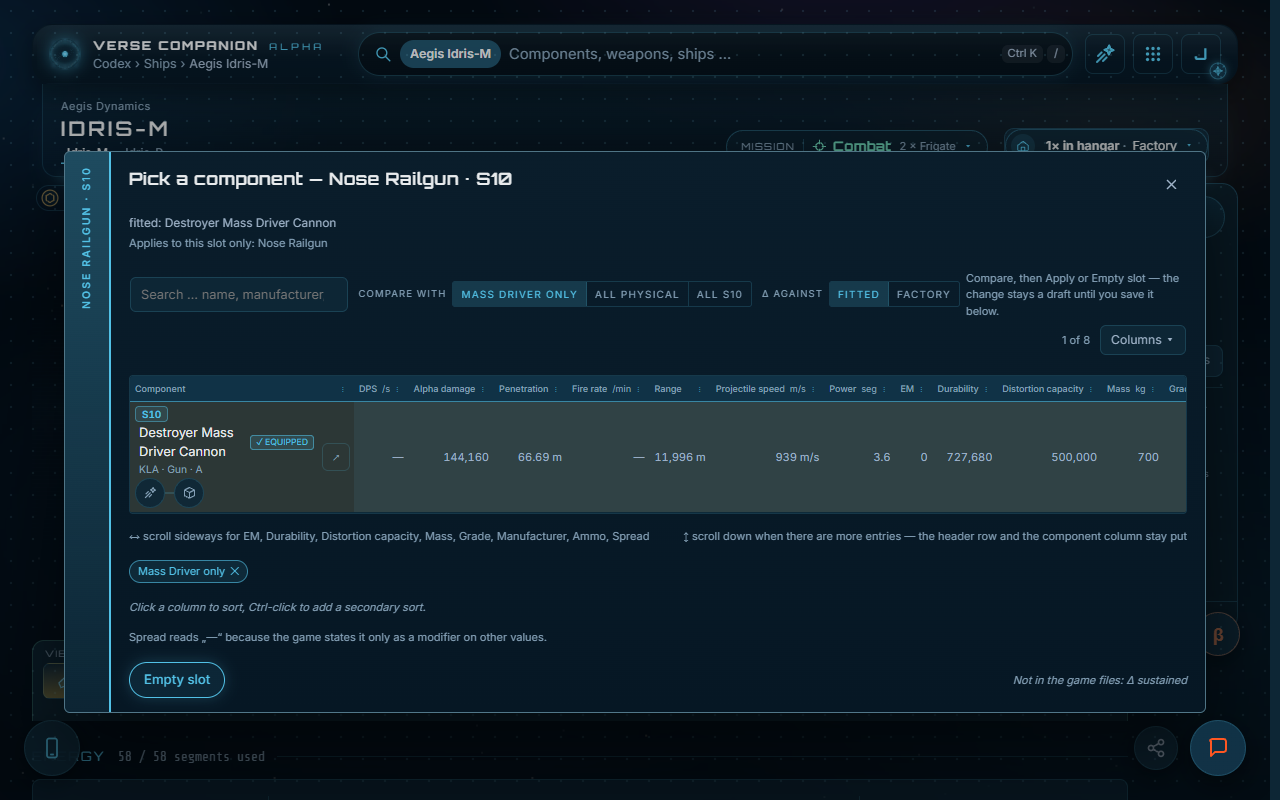 VERSE COMPANION ALPHA
Codex › Ships › Aegis Idris-M
Aegis Idris-M
Components, weapons, ships ...
Ctrl K
/
Aegis Dynamics
IDRIS-M
MISSION
Combat 2 × Frigate
1× in hangar · Factory
NOSE RAILGUN · S10
Pick a component — Nose Railgun · S10
fitted: Destroyer Mass Driver Cannon
Applies to this slot only: Nose Railgun
Search ... name, manufacturer
COMPARE WITH
MASS DRIVER ONLY
ALL PHYSICAL
ALL S10
Δ AGAINST
FITTED
FACTORY
Compare, then Apply or Empty slot — the
change stays a draft until you save it
below.
1 of 8
Columns
Component DPS /s Alpha damage Penetration Fire rate /min Range Projectile speed m/s Power seg EM Durability Distortion capacity Mass kg
S10
Destroyer Mass
Driver Cannon
✓ EQUIPPED
KLA · Gun · A
— 144,160 66.69 m — 11,996 m 939 m/s 3.6 0 727,680 500,000 700
↔ scroll sideways for EM, Durability, Distortion capacity, Mass, Grade, Manufacturer, Ammo, Spread
↕ scroll down when there are more entries — the header row and the component column stay put
Mass Driver only
Click a column to sort, Ctrl-click to add a secondary sort.
Spread reads „—“ because the game states it only as a modifier on other values.
Empty slot
Not in the game files: Δ sustained
β
58 / 58 segments used